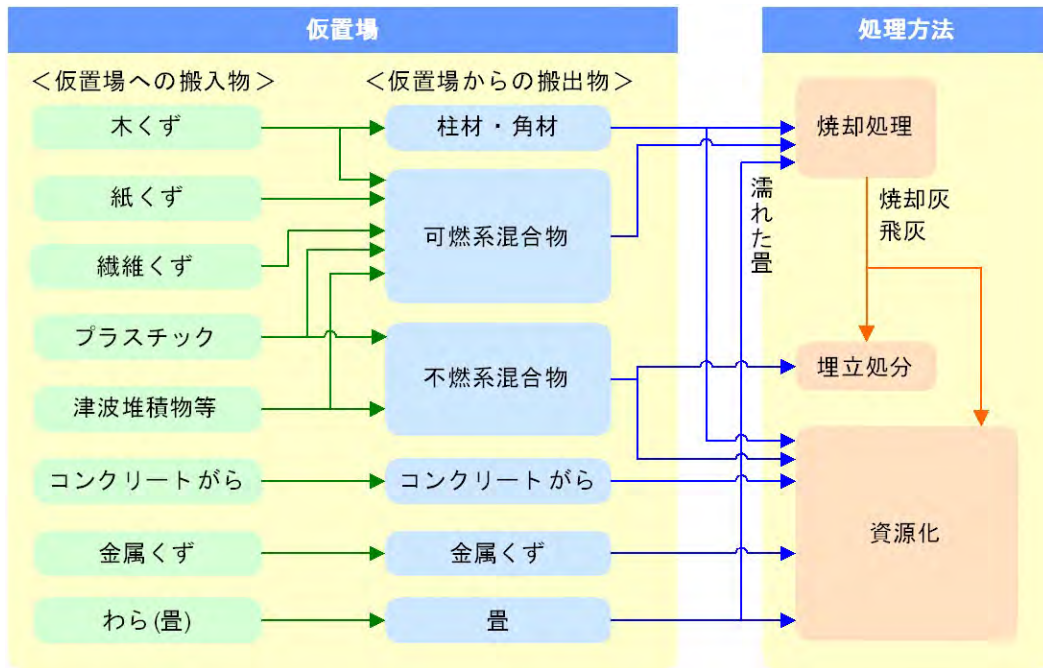 仮置場
＜仮置場への搬入物＞
木くず
紙くず
繊維くず
プラスチック
津波堆積物等
コンクリートがら
金属くず
わら(畳)
＜仮置場からの搬出物＞
柱材・角材
可燃系混合物
不燃系混合物
コンクリートがら
金属くず
畳
濡れた畳
処理方法
焼却処理
焼却灰
飛灰
埋立処分
資源化